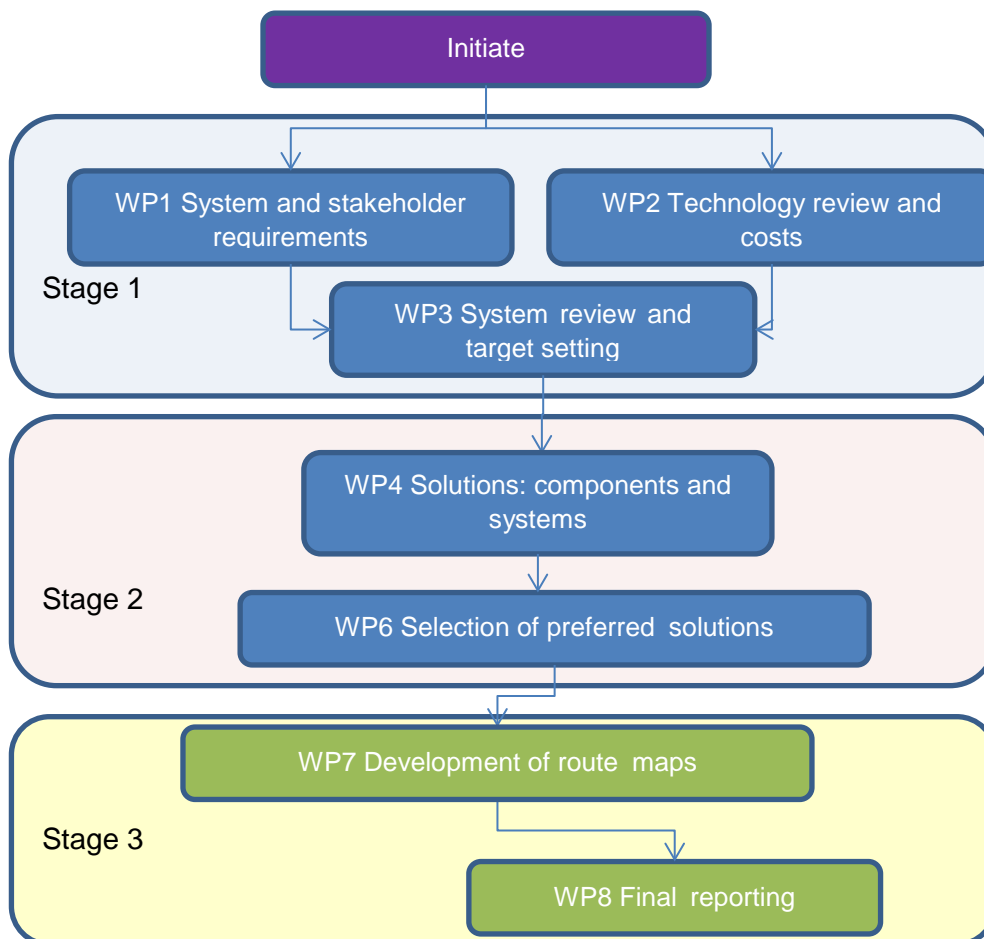 Initiate
WP1 System and stakeholder
requirements
WP2 Technology review and
costs
Stage 1
WP3 System review and
target setting
WP4 Solutions: components and
systems
Stage 2
WP6 Selection of preferred solutions
WP7 Development of route maps
Stage 3
WP8 Final reporting